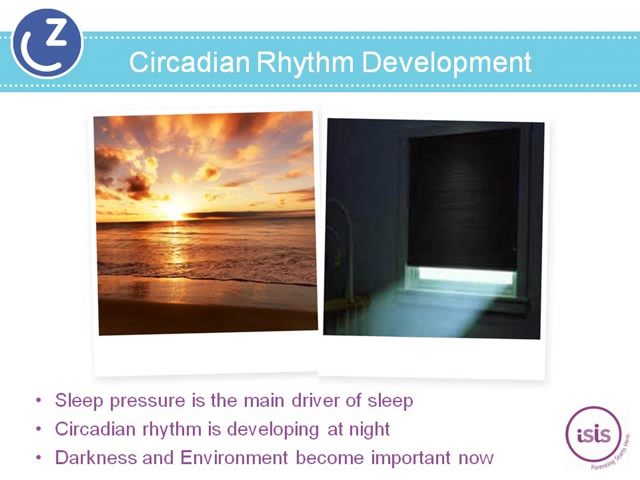 z
Circadian Rhythm Development
• Sleep pressure is the main driver of sleep
• Circadian rhythm is developing at night
• Darkness and Environment become important now
isis
Parenting Starts Here.